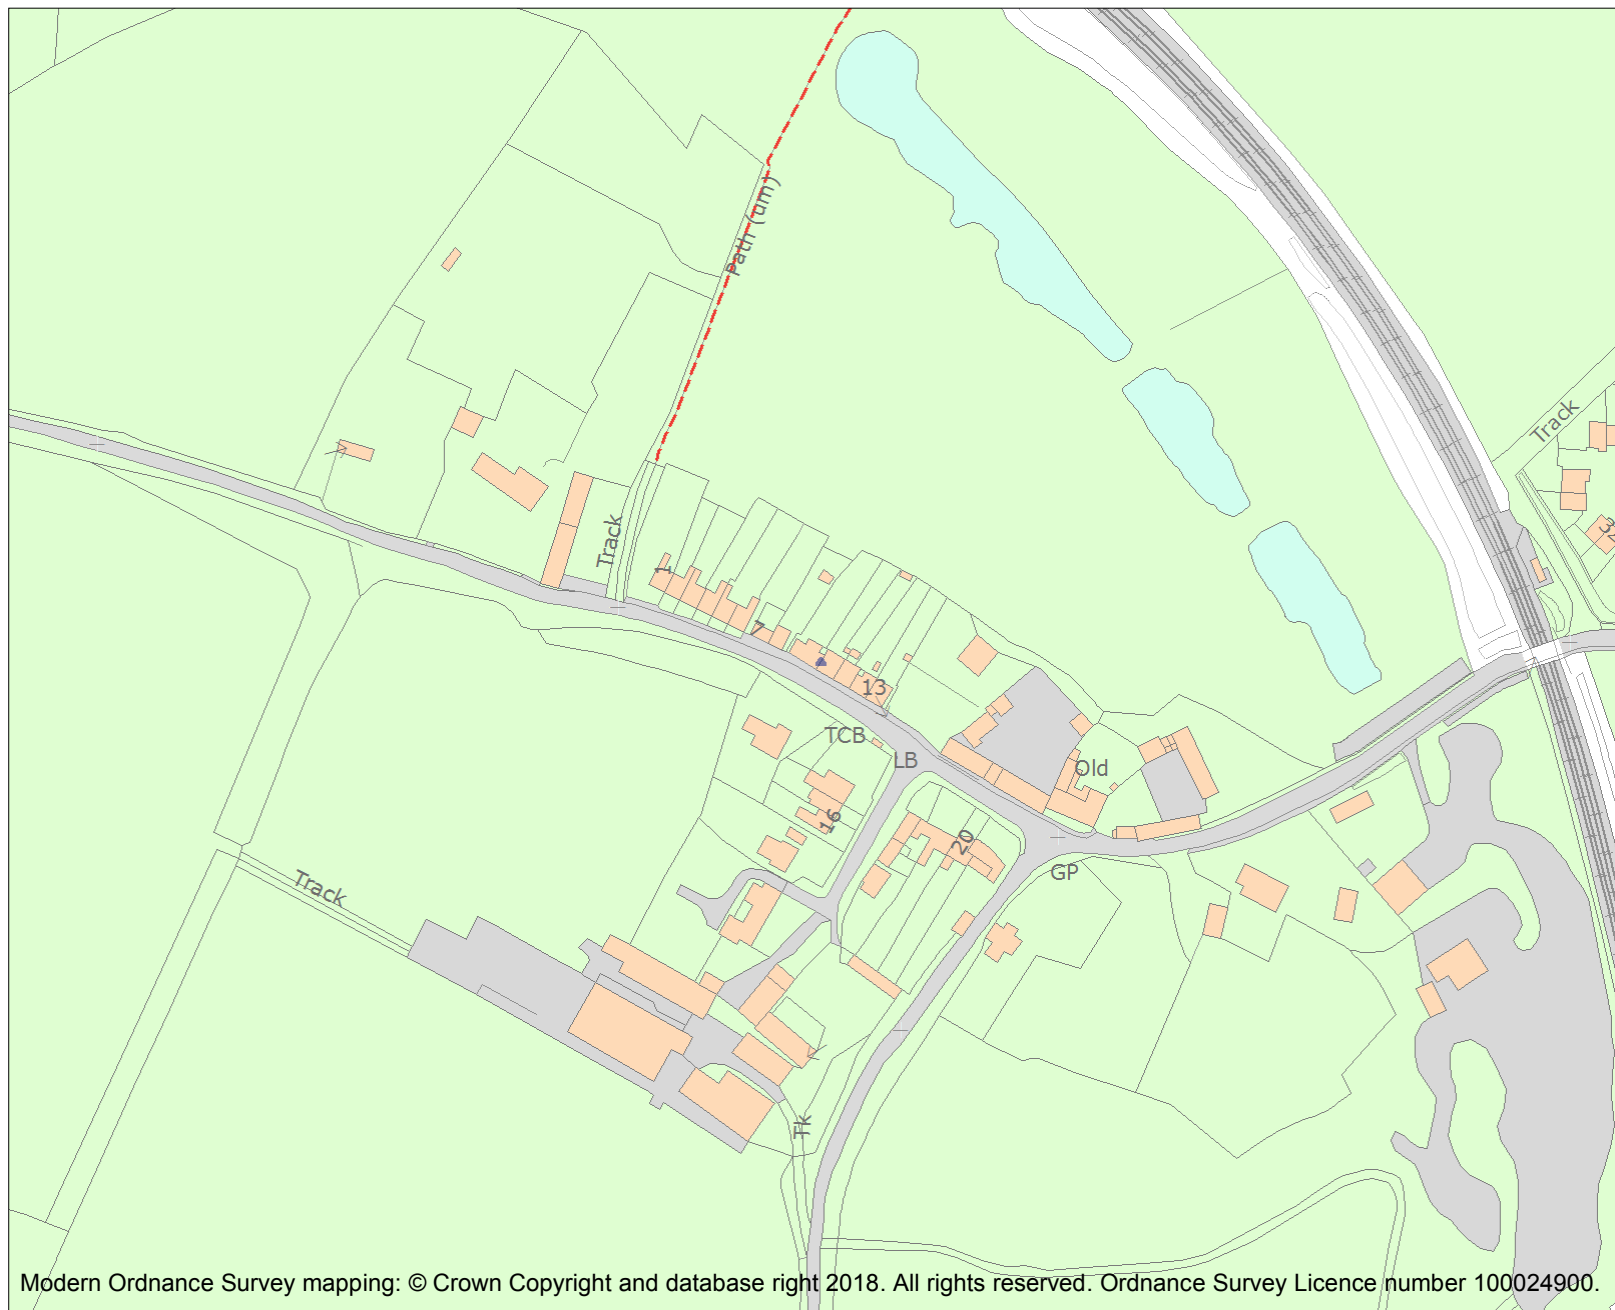 Path (um)
Track
Track
32
1
7
13
TCB
LB
Old
16
20
GP
Track
Tk
Modern Ordnance Survey mapping: © Crown Copyright and database right 2018. All rights reserved. Ordnance Survey Licence number 100024900.